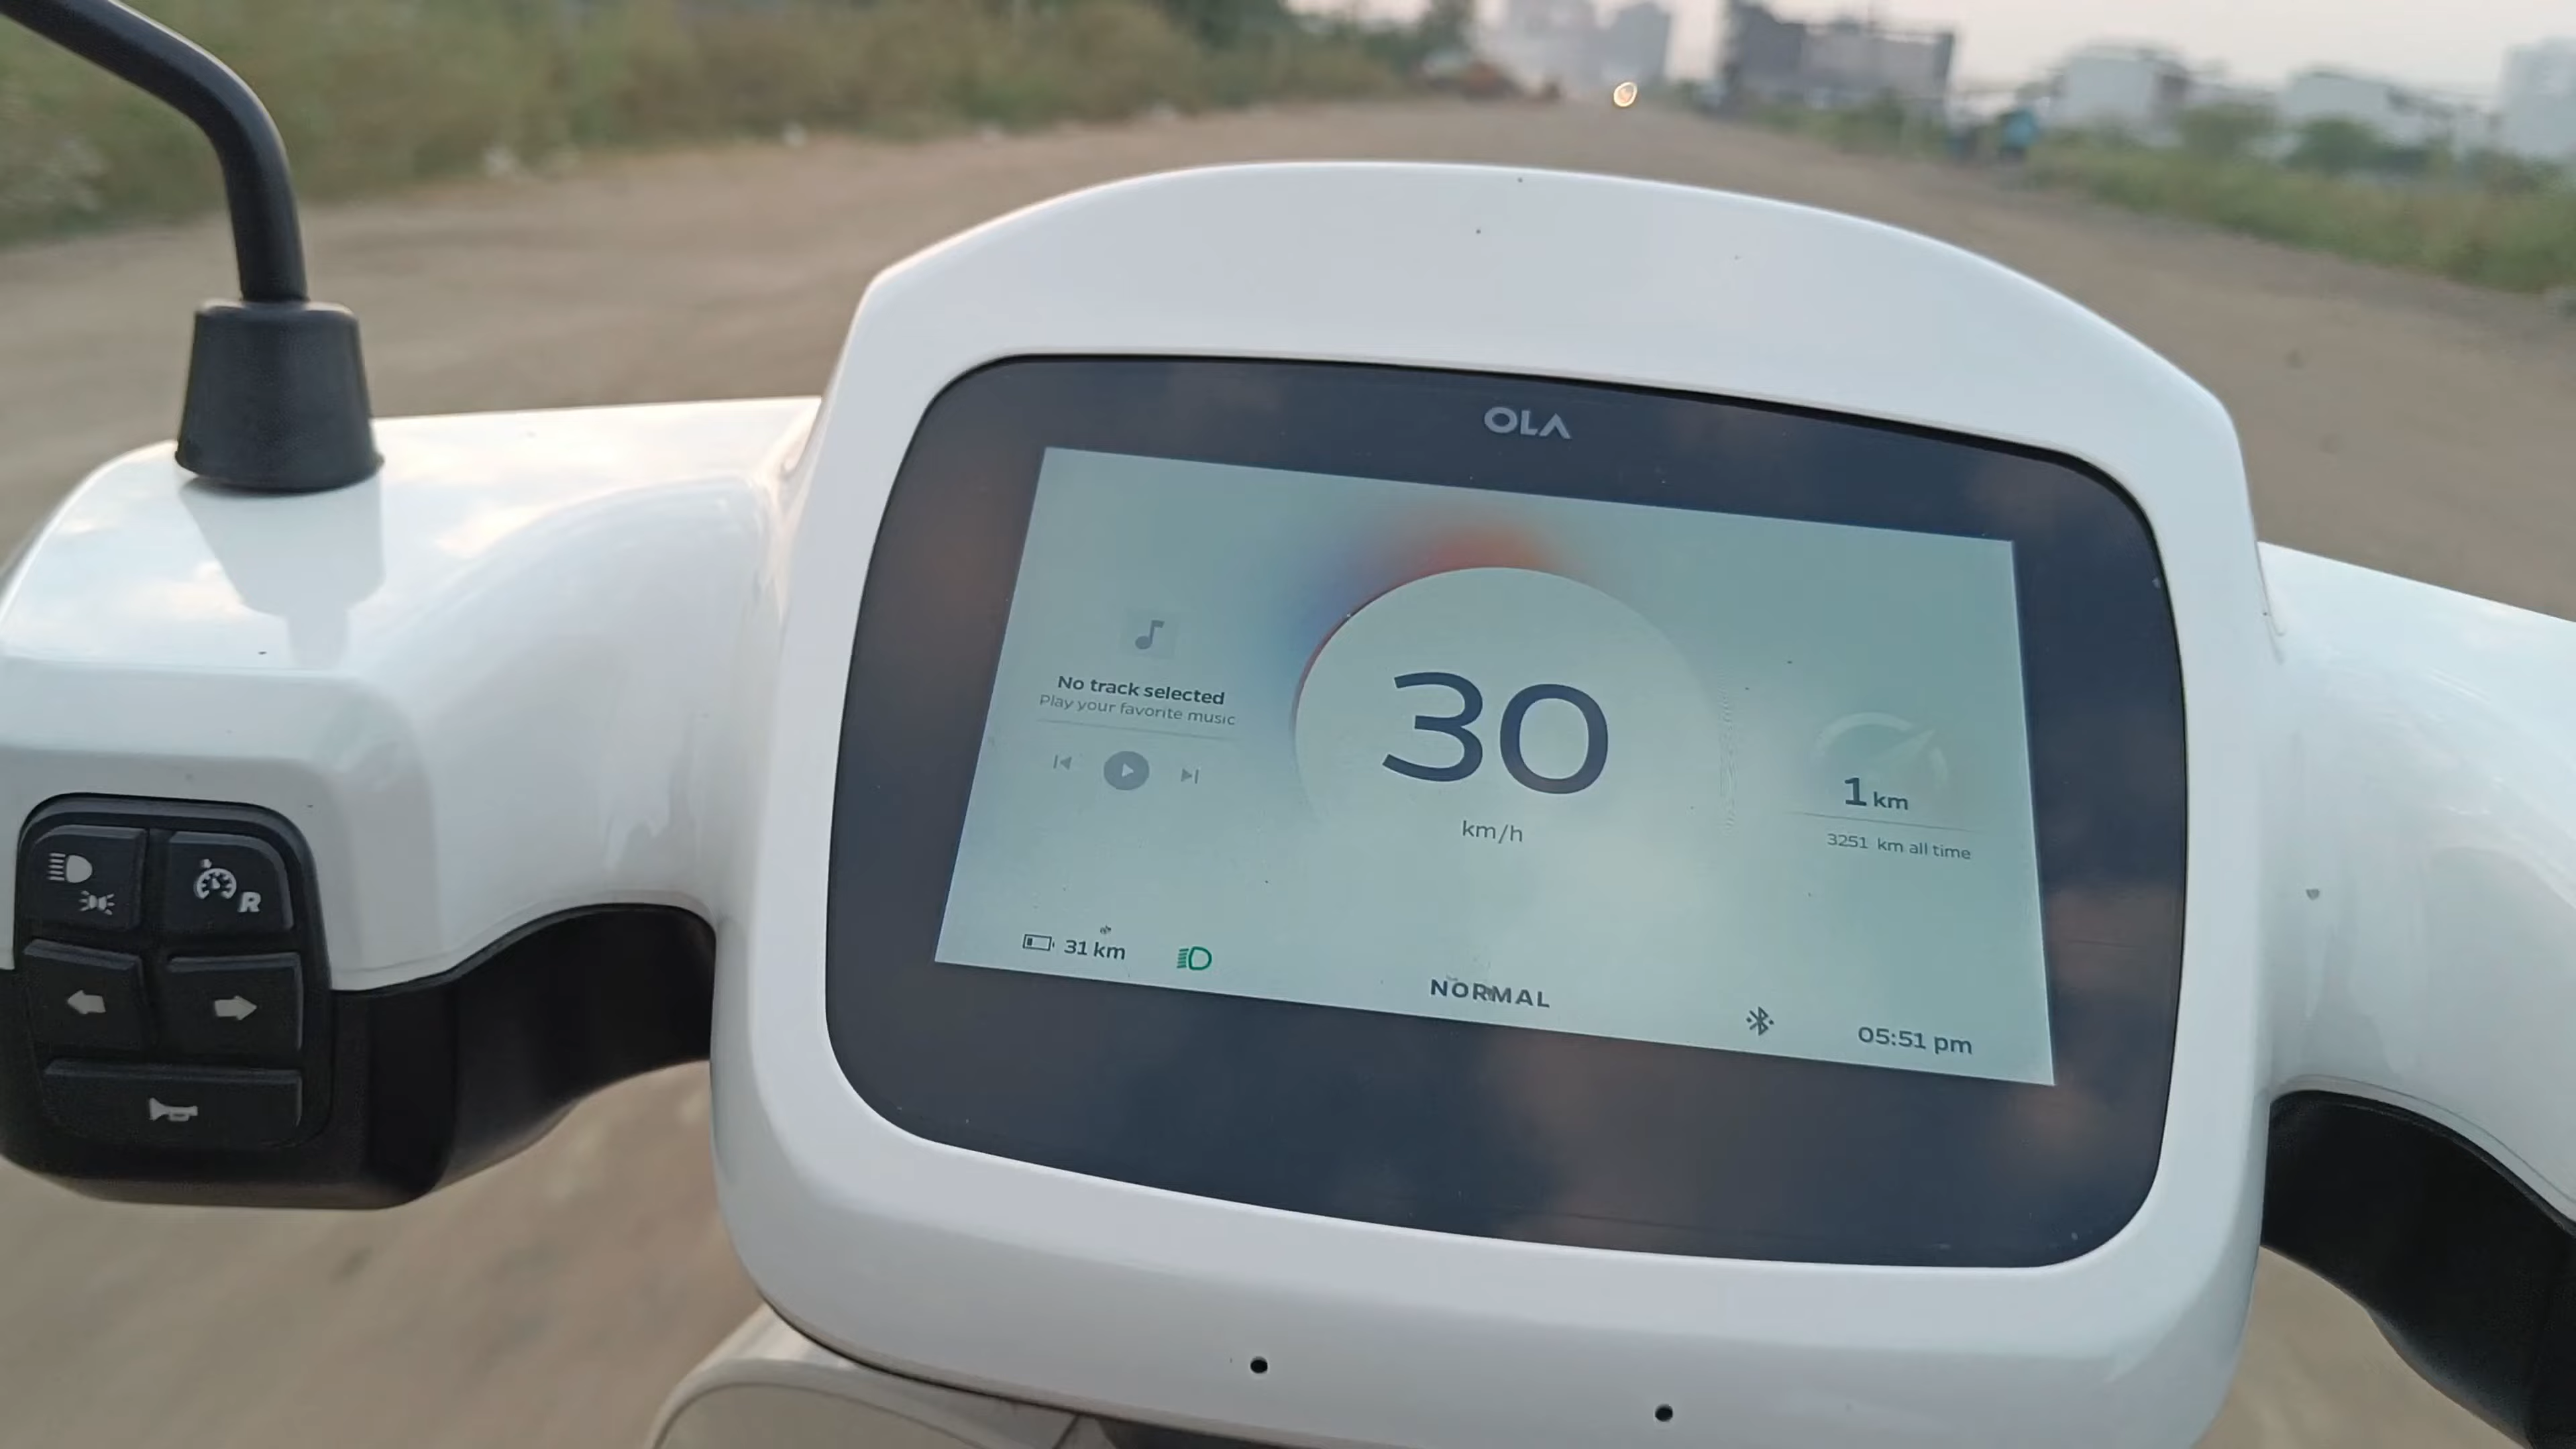 OLA
No track selected
Play your favorite music
30
km/h
1 km
3251 km all time
31 km
NORMAL
05:51 pm
R